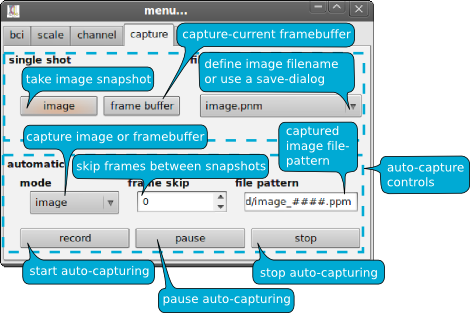 menu...
bci scale channel capture
capture-current framebuffer
single shot
take image snapshot
define image filename
or use a save-dialog
image
frame buffer
image.pnm
capture image or framebuffer
captured
image file-
pattern
automatic
skip frames between snapshots
auto-capture
controls
mode
frame skip
file pattern
image
0
d/image_####.ppm
record
pause
stop
start auto-capturing
stop auto-capturing
pause auto-capturing